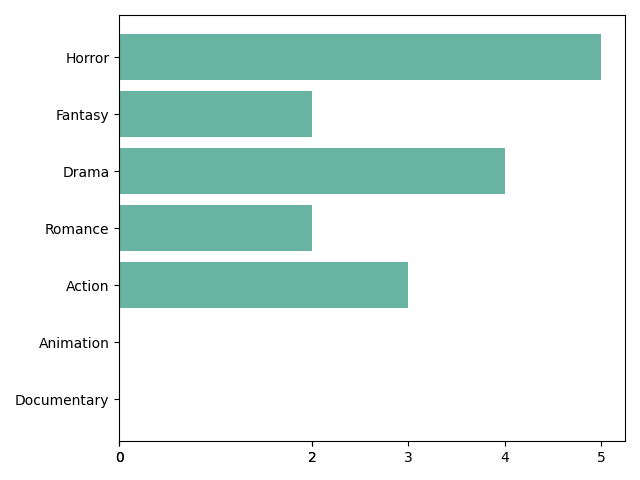 Horror
Fantasy
Drama
Romance
Action
Animation
Documentary
0 2 3 4 5